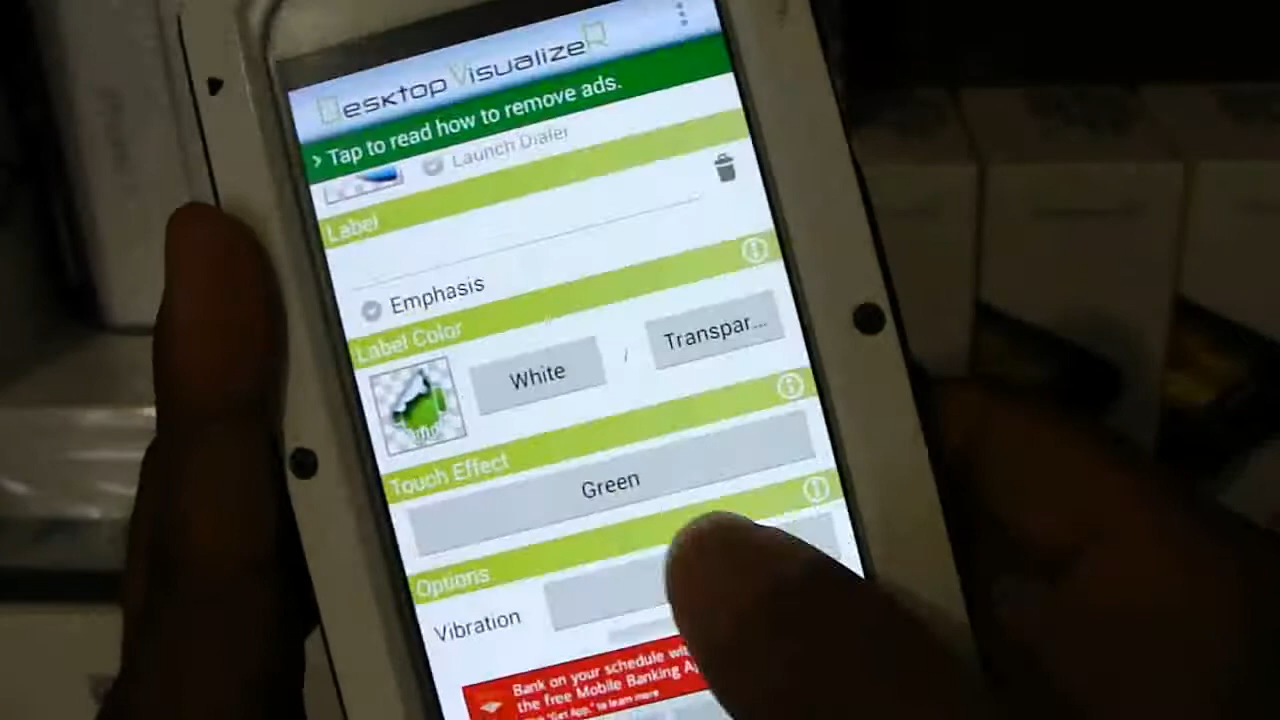 Desktop VisualizeR
> Tap to read how to remove ads.
Launch Dialer
Label
Emphasis
Label Color
White / Transpar...
Touch Effect
Green
Options
Vibration
Bank on your schedule with
the free Mobile Banking
"Get App," to learn more